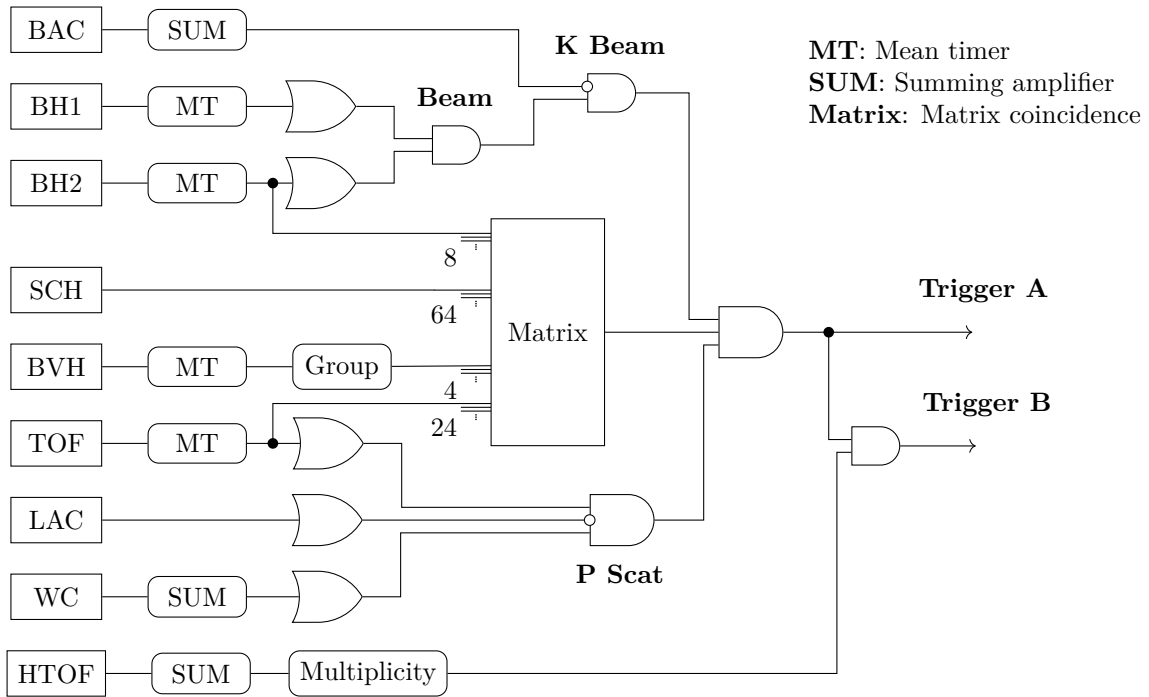 BAC
SUM
K Beam
MT: Mean timer
SUM: Summing amplifier
Matrix: Matrix coincidence
BH1
MT
Beam
BH2
MT
8
SCH
64
Matrix
Trigger A
BVH
MT
Group
4
Trigger B
TOF
MT
24
LAC
P Scat
WC
SUM
HTOF
SUM
Multiplicity